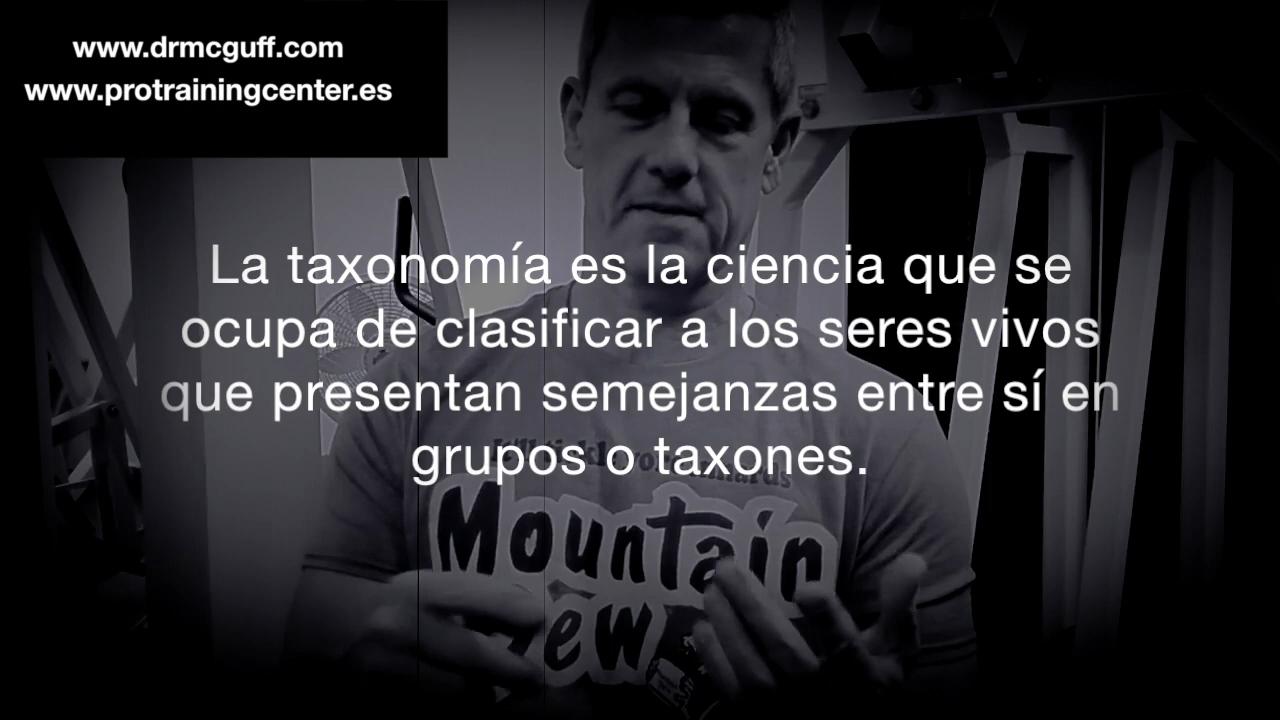 www.drmcguff.com
www.protrainingcenter.es
La taxonomía es la ciencia que se
ocupa de clasificar a los seres vivos
que presentan semejanzas entre sí en
grupos o taxones.
Mountain